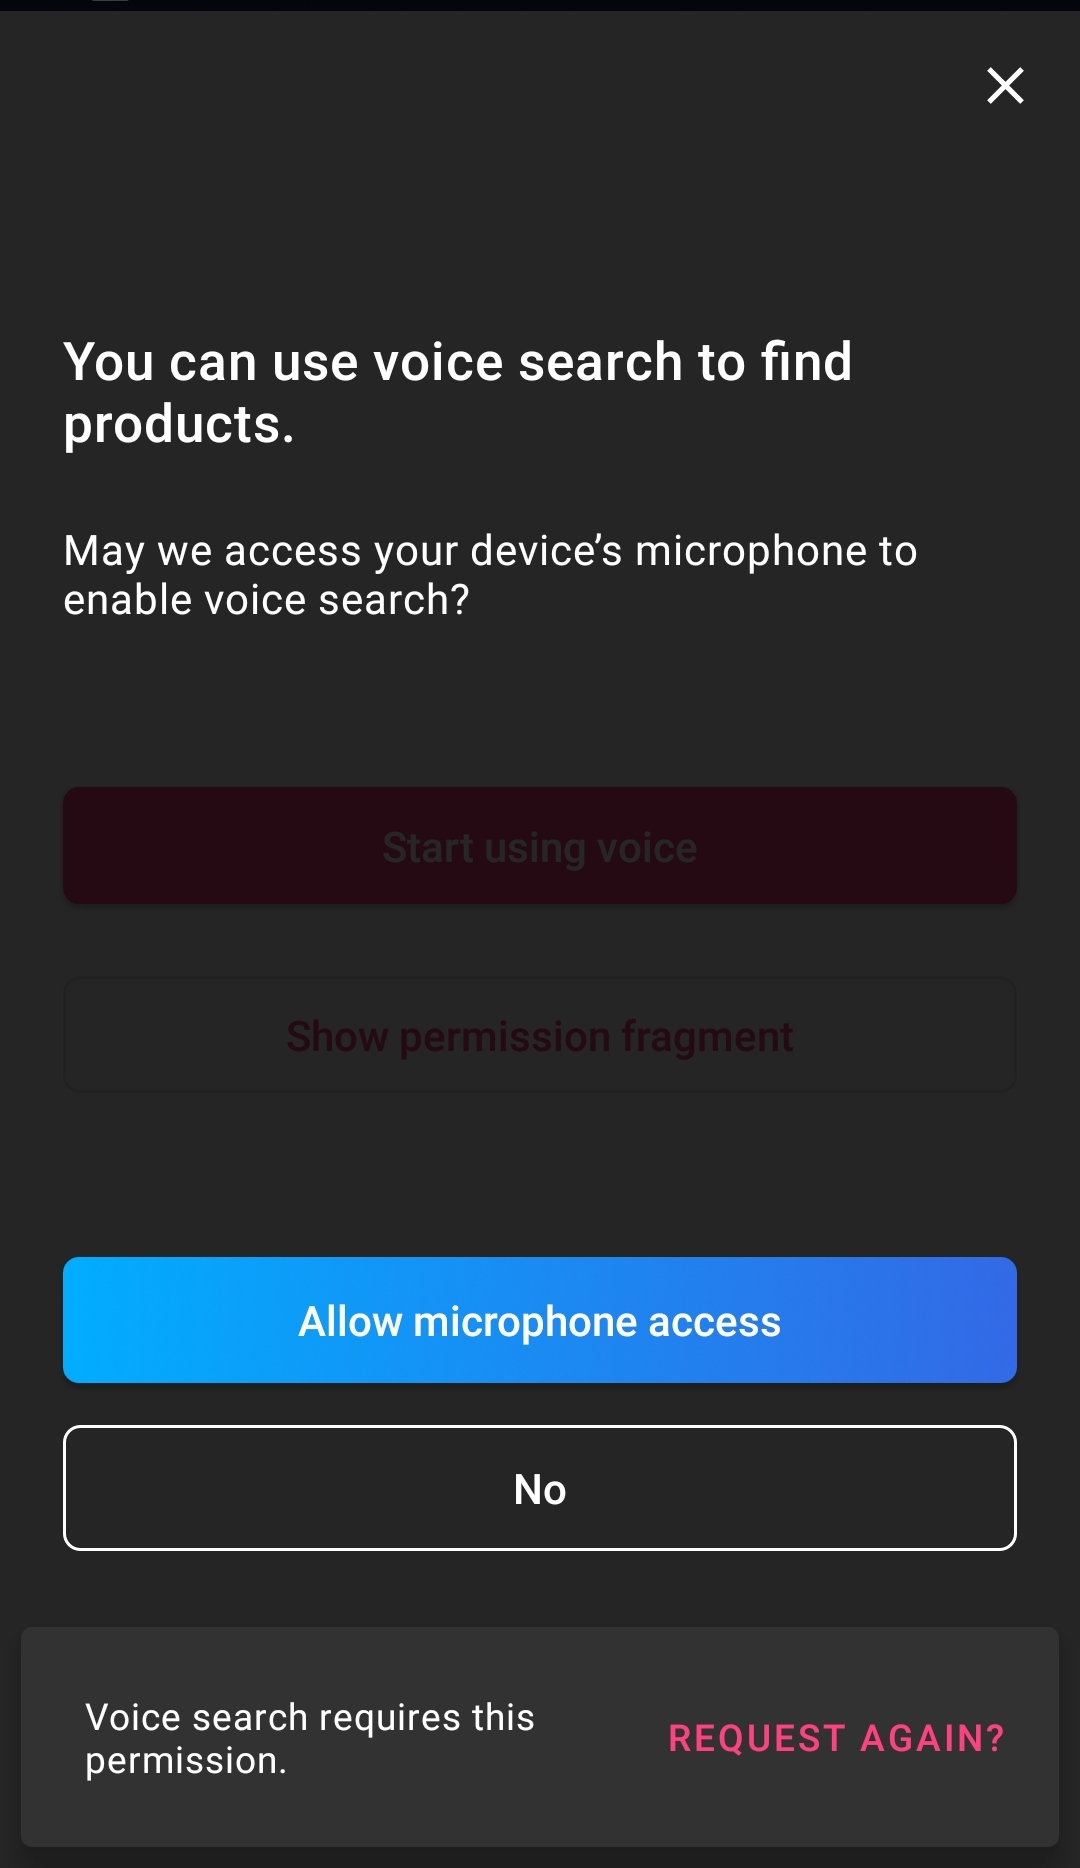 You can use voice search to find
products.
May we access your device’s microphone to
enable voice search?
Start using voice
Show permission fragment
Allow microphone access
No
Voice search requires this
permission.
REQUEST AGAIN?